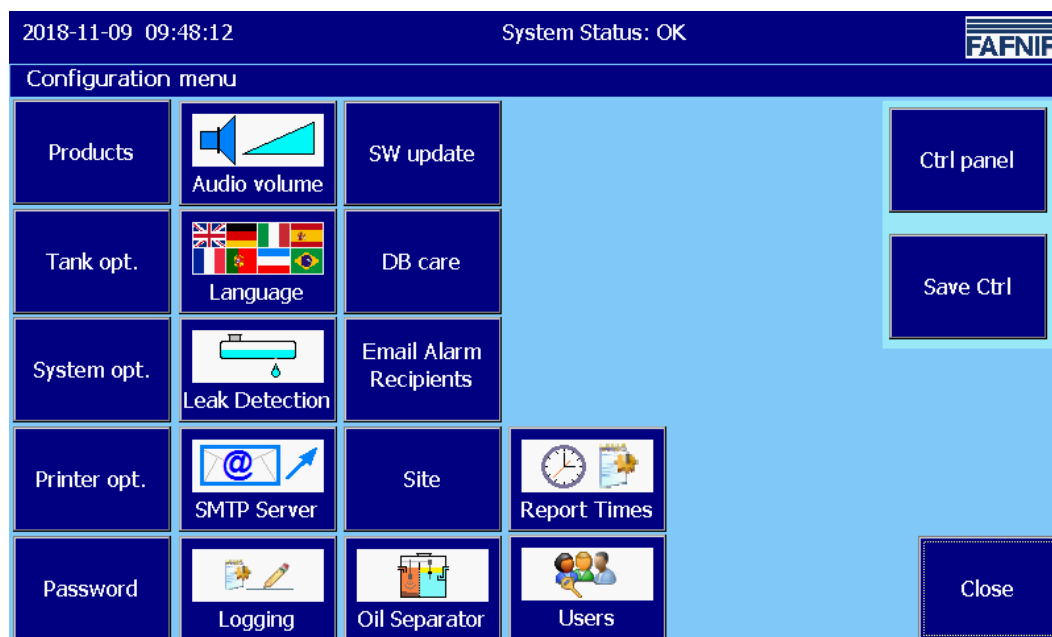 2018-11-09 09:48:12
System Status: OK
FAFNIR
Configuration menu
Products
Audio volume
SW update
Ctrl panel
Tank opt.
Language
DB care
Save Ctrl
System opt.
Leak Detection
Email Alarm
Recipients
Printer opt.
@
SMTP Server
Site
Report Times
Password
Logging
Oil Separator
Users
Close